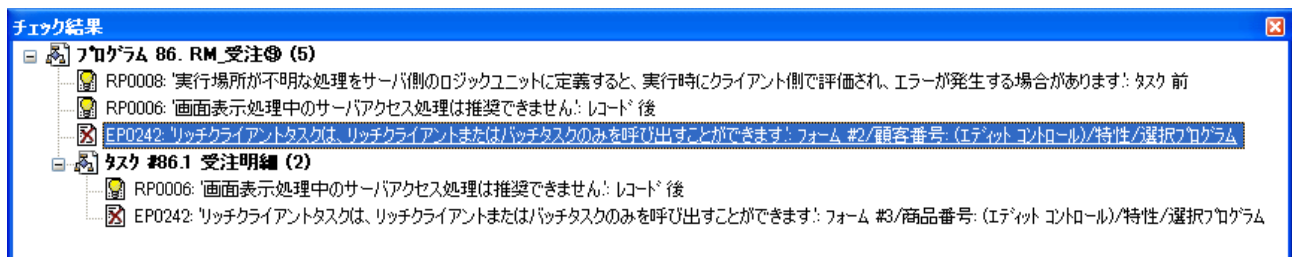 チェック結果
プログラム 86. RM_受注⑨ (5)
RP0008: '実行場所が不明な処理をサーバ側のロジックユニットに定義すると、実行時にクライアント側で評価され、エラーが発生する場合があります.': タスク 前
RP0006: '画面表示処理中のサーバアクセス処理は推奨できません.': レコード 後
EP0242: 'リッチクライアントタスクは、リッチクライアントまたはバッチタスクのみを呼び出すことができます.': フォーム #2/顧客番号: (エディット コントロール)/特性/選択プログラム
タスク #86.1 受注明細 (2)
RP0006: '画面表示処理中のサーバアクセス処理は推奨できません.': レコード 後
EP0242: 'リッチクライアントタスクは、リッチクライアントまたはバッチタスクのみを呼び出すことができます.': フォーム #3/商品番号: (エディット コントロール)/特性/選択プログラム